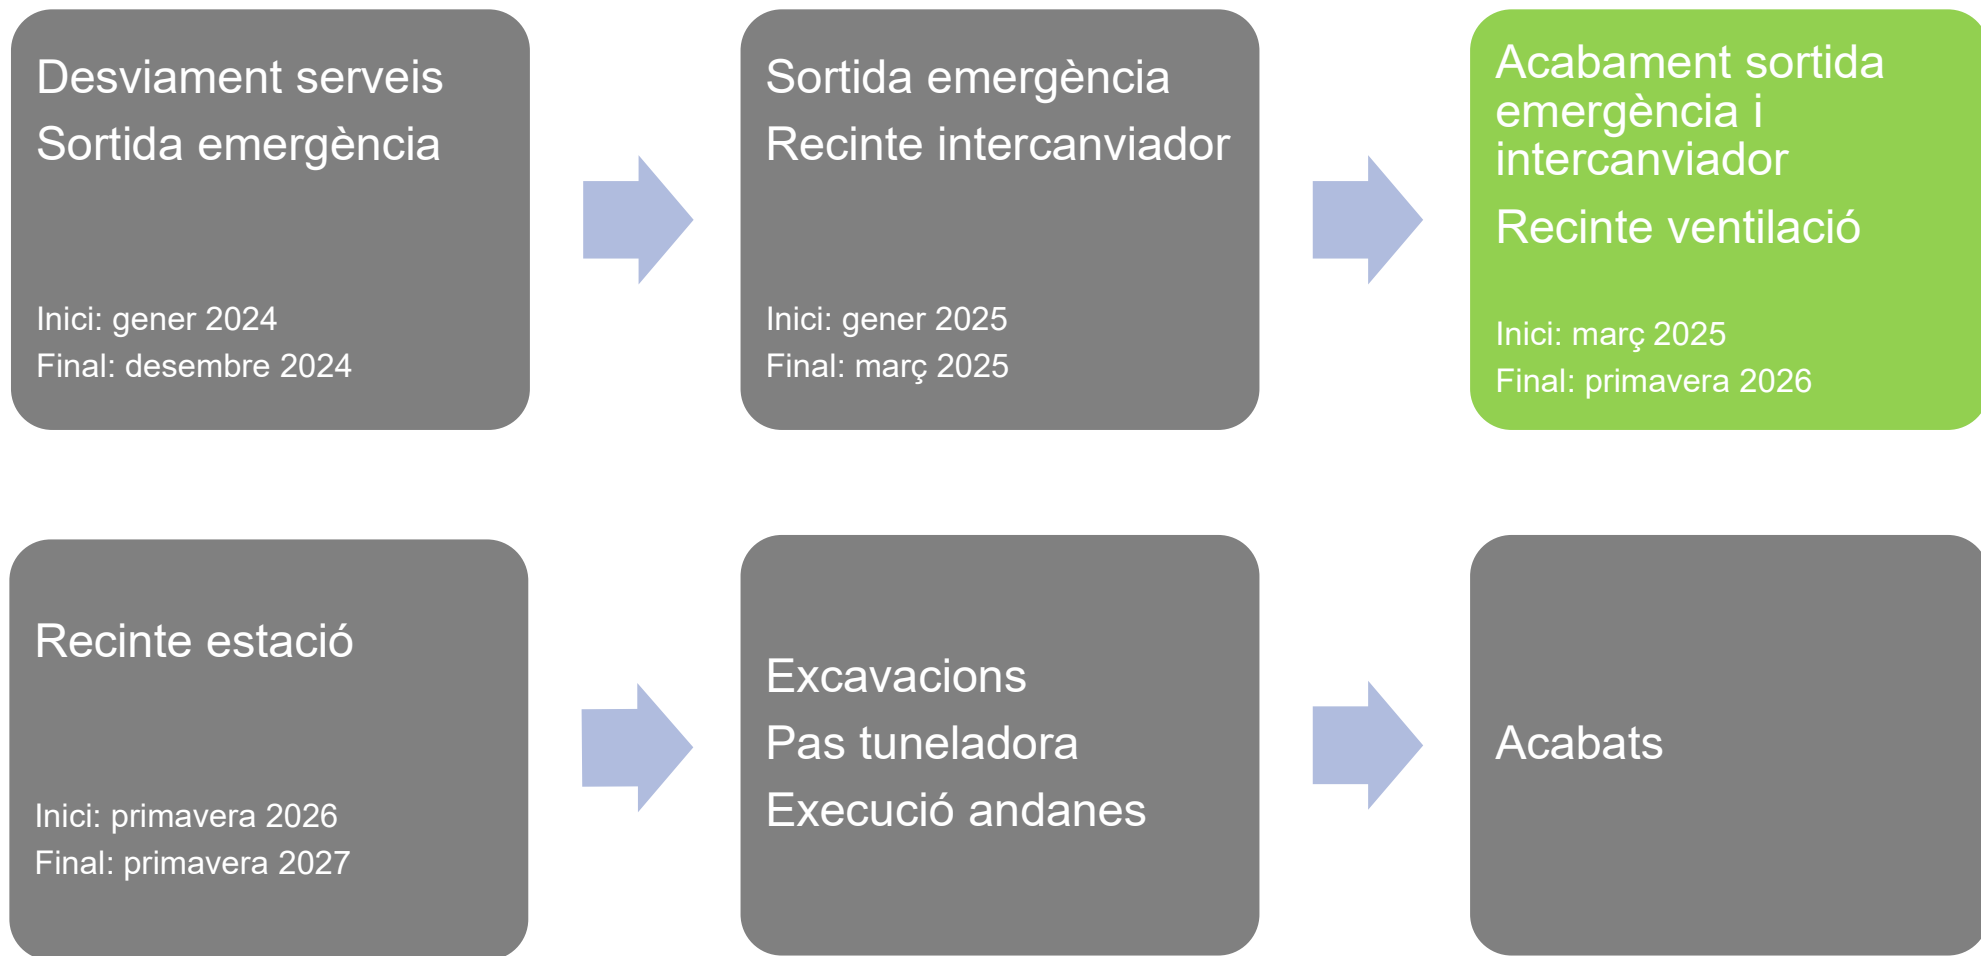 Desviament serveis
Sortida emergència
Inici: gener 2024
Final: desembre 2024
Sortida emergència
Recinte intercanviador
Inici: gener 2025
Final: març 2025
Acabament sortida
emergència i
intercanviador
Recinte ventilació
Inici: març 2025
Final: primavera 2026
Recinte estació
Inici: primavera 2026
Final: primavera 2027
Excavacions
Pas tuneladora
Execució andanes
Acabats